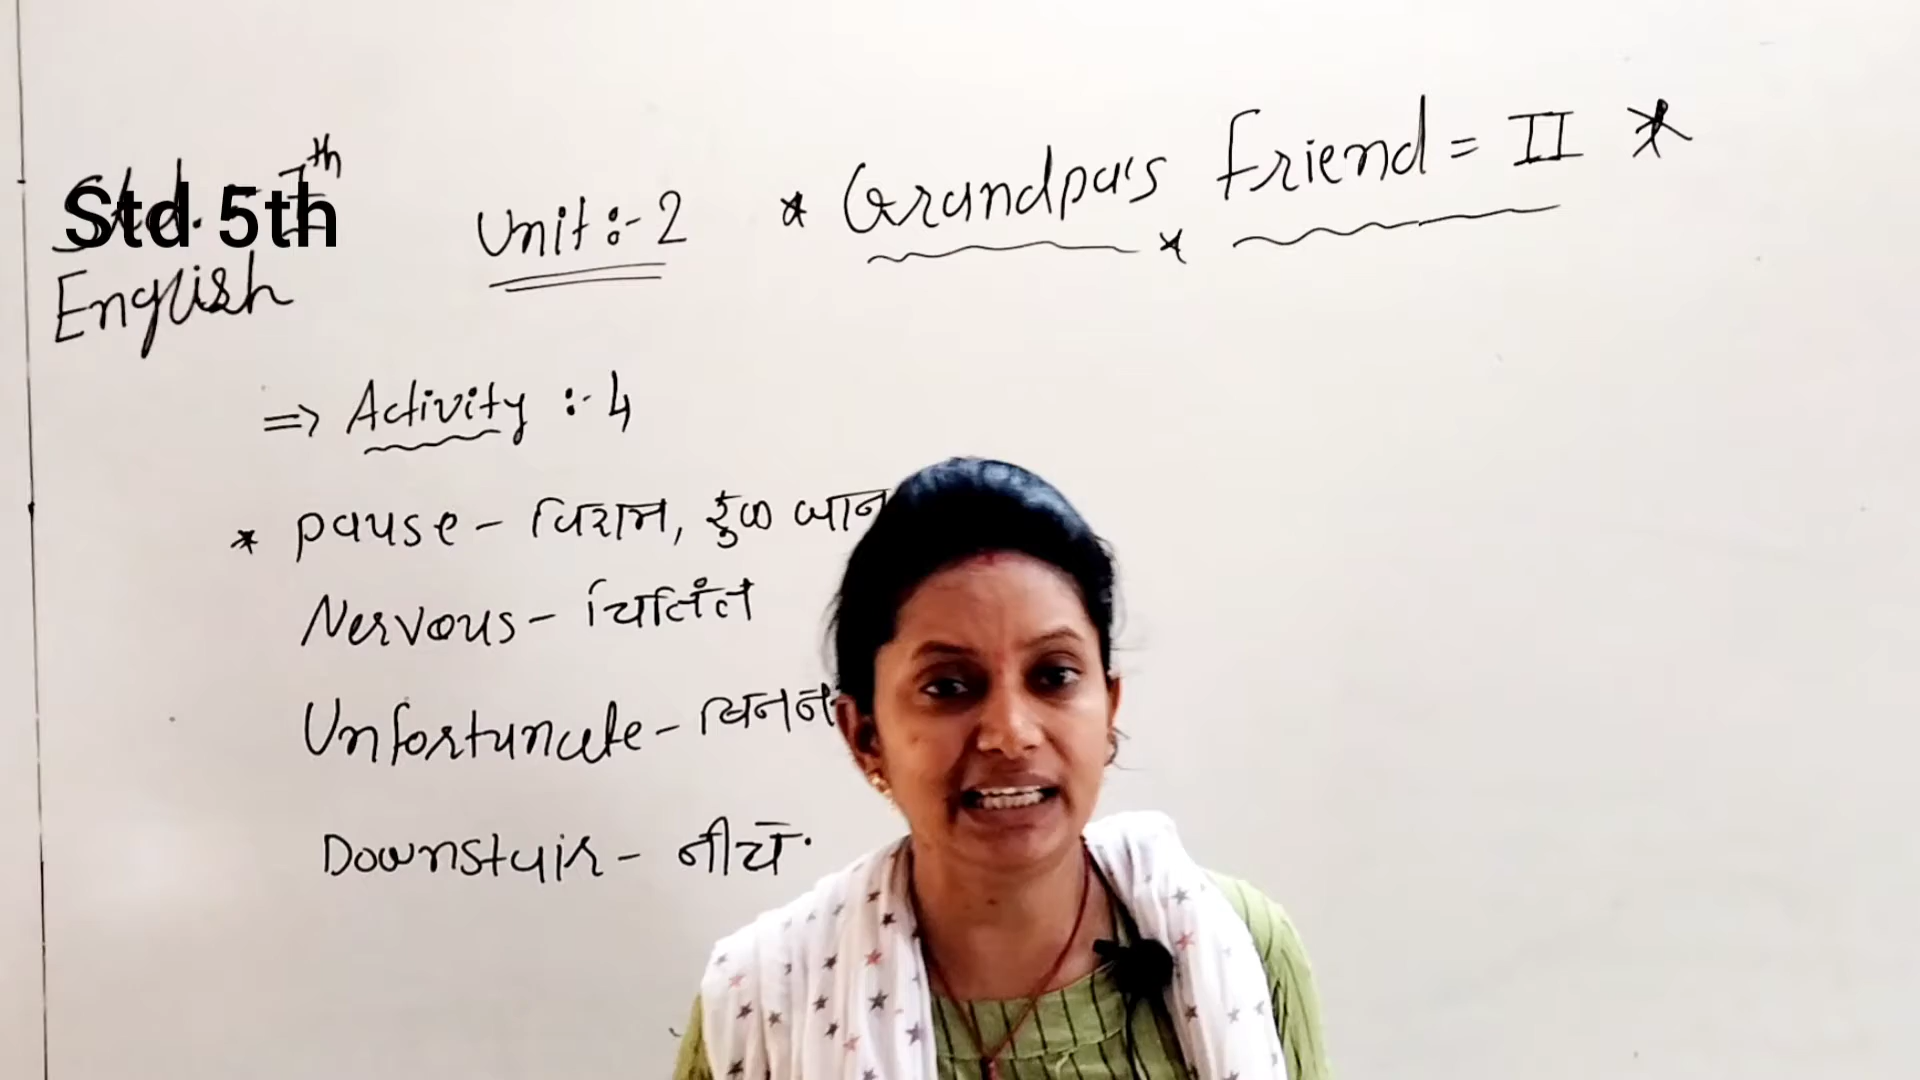 Std 5th
English
Unit :- 2
* Grandpa's Friend = II *
=> Activity :- 4
* pause - विराम,
Nervous - चिंतित
Unfortunate -
Downstair - नीचे.